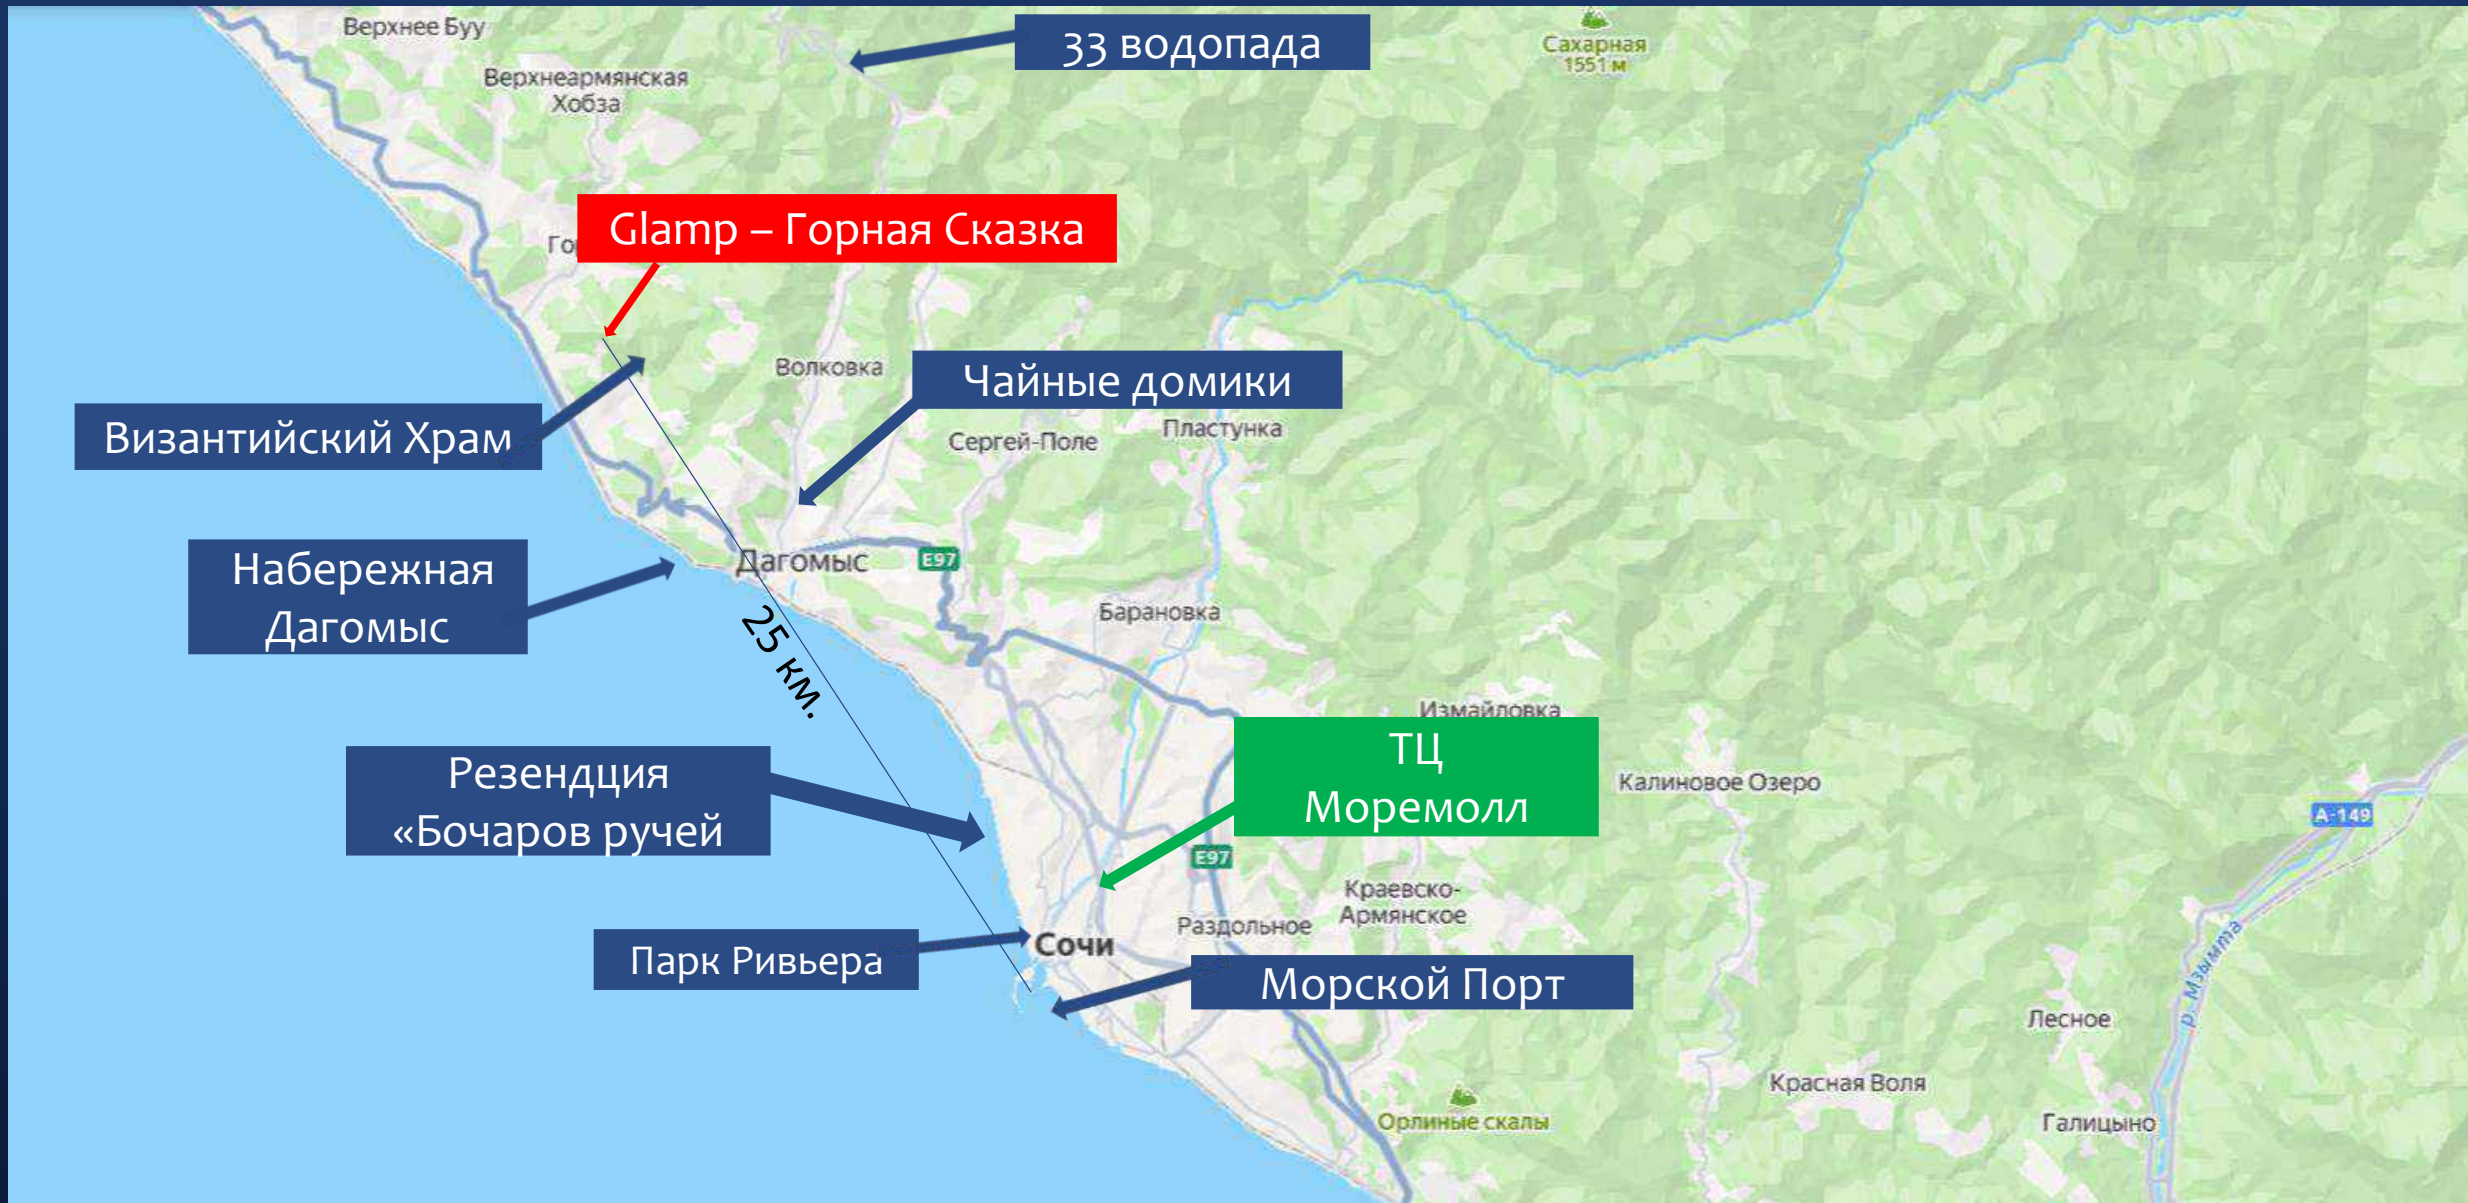 Верхнее Буу
33 водопада
Сахарная
1551 м
Верхнеармянская
Хобза
Glamp – Горная Сказка
Го
Волковка
Чайные домики
Византийский Храм
Сергей-Поле
Пластунка
Набережная
Дагомыс
Дагомыс
E97
Барановка
25 км.
Измайловка
ТЦ
Моремолл
Резендция
«Бочаров ручей
Калиновое Озеро
A-149
E97
Краевско-
Армянское
Раздольное
Парк Ривьера
Сочи
Морской Порт
р. Мзымта
Лесное
Красная Воля
Орлиные скалы
Галицыно